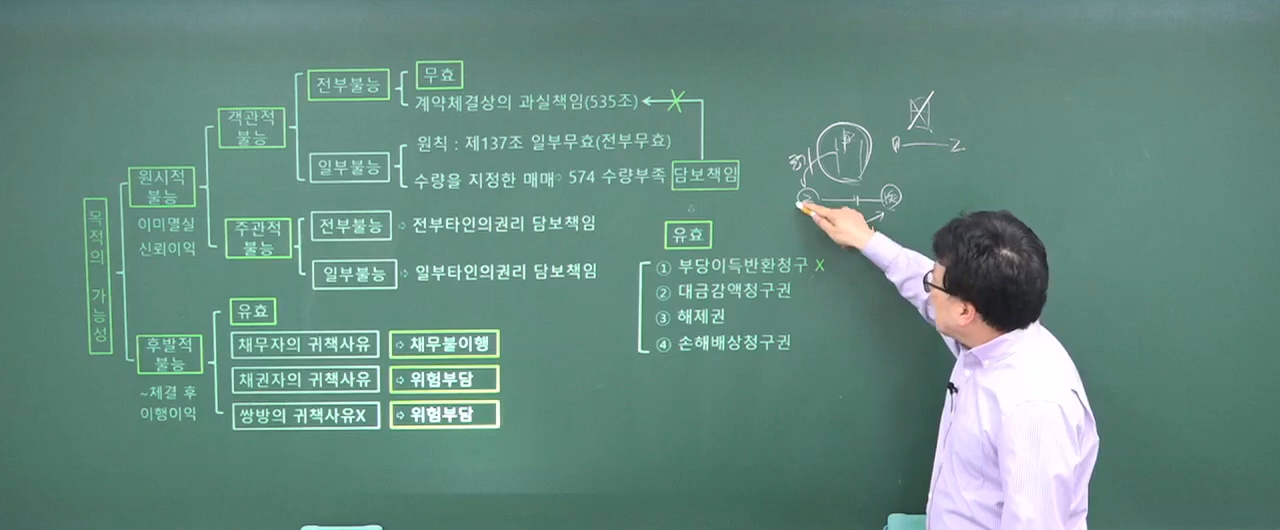 목적의 가능성
원시적
불능
이미멸실
신뢰이익
객관적
불능
전부불능
무효
계약체결상의 과실책임(535조)
일부불능
원칙 : 제137조 일부무효(전부무효)
수량을 지정한 매매 574 수량부족 담보책임
주관적
불능
전부불능
전부타인의권리 담보책임
일부불능
일부타인의권리 담보책임
후발적
불능
~체결 후
이행이익
유효
채무자의 귀책사유
⇨ 채무불이행
채권자의 귀책사유
⇨ 위험부담
쌍방의 귀책사유X
⇨ 위험부담
유효
① 부당이득반환청구 X
② 대금감액청구권
③ 해제권
④ 손해배상청구권